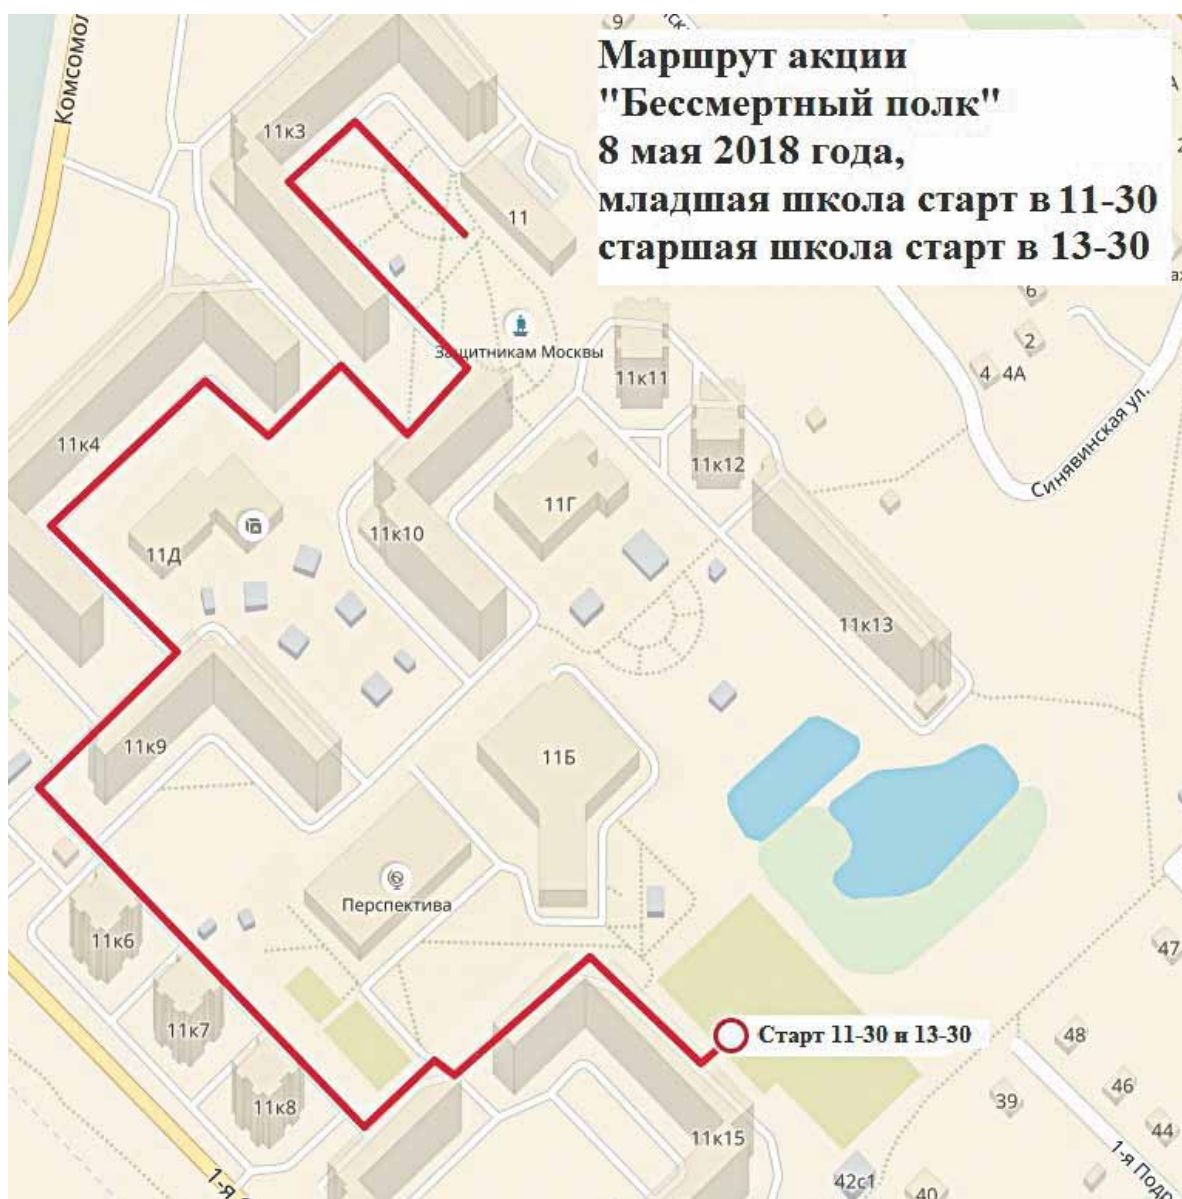 9
Комсомол
Маршрут акции
"Бессмертный полк"
8 мая 2018 года,
младшая школа старт в 11-30
старшая школа старт в 13-30
11к3
11
6
2
Защитникам Москвы
11к11
4 4А
11к4
11к12
Синявинская ул.
11Г
11к10
11Д
11к13
11к9
11Б
Перспектива
11к6
47
11к7
Старт 11-30 и 13-30
48
46
39
11к8
44
11к15
1-я Подр
42с1
40
1-я